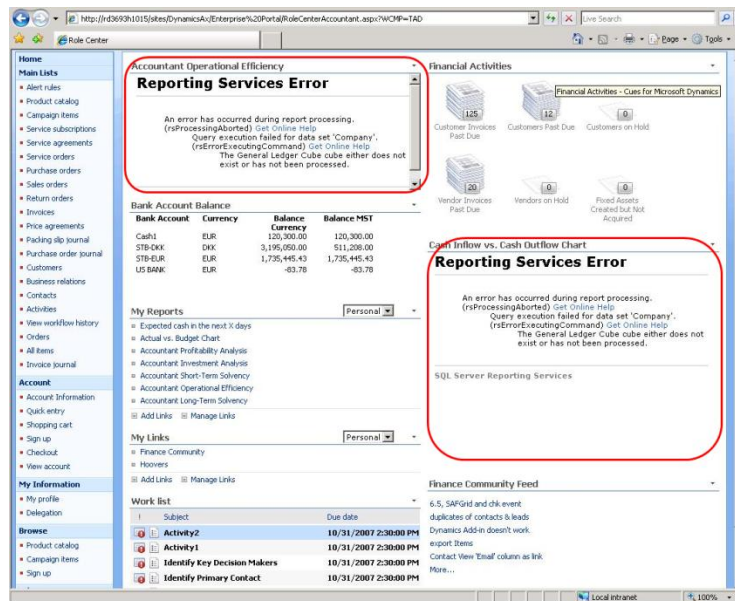 http://rd3693h1015/sites/DynamicsAx/Enterprise%20Portal/RoleCenterAccountant.aspx?WCMP=TAD
Live Search
Role Center
Page
Tools
Home
Main Lists
Alert rules
Product catalog
Campaign items
Service subscriptions
Service agreements
Service orders
Purchase orders
Sales orders
Return orders
Invoices
Price agreements
Packing slip journal
Purchase order journal
Customers
Business relations
Contacts
Activities
View workflow history
Orders
All items
Invoice journal
Account
Account Information
Quick entry
Shopping cart
Sign up
Checkout
View account
My Information
My profile
Delegation
Browse
Product catalog
Campaign items
Sign up
Accountant Operational Efficiency
Reporting Services Error
An error has occurred during report processing.
(rsProcessingAborted) Get Online Help
Query execution failed for data set 'Company'.
(rsErrorExecutingCommand) Get Online Help
The General Ledger Cube cube either does not
exist or has not been processed.
Bank Account Balance
Bank Account Currency Balance Currency Balance MST
Cash1 EUR 120,300.00 120,300.00
STB-DKK DKK 3,195,050.00 511,208.00
STB-EUR EUR 1,735,445.43 1,735,445.43
US BANK EUR -83.78 -83.78
My Reports Personal
Expected cash in the next X days
Actual vs. Budget Chart
Accountant Profitability Analysis
Accountant Investment Analysis
Accountant Short-Term Solvency
Accountant Operational Efficiency
Accountant Long-Term Solvency
Add Links Manage Links
My Links Personal
Finance Community
Hoovers
Add Links Manage Links
Work list
! Subject Due date
Activity2 10/31/2007 2:30:00 PM
Activity1 10/31/2007 2:30:00 PM
Identify Key Decision Makers 10/31/2007 2:30:00 PM
Identify Primary Contact 10/31/2007 2:30:00 PM
Financial Activities
Financial Activities - Cues for Microsoft Dynamics
125
Customer Invoices
Past Due
12
Customers Past Due
0
Customers on Hold
20
Vendor Invoices
Past Due
0
Vendors on Hold
0
Fixed Assets
Created but Not
Acquired
Cash Inflow vs. Cash Outflow Chart
Reporting Services Error
An error has occurred during report processing.
(rsProcessingAborted) Get Online Help
Query execution failed for data set 'Company'.
(rsErrorExecutingCommand) Get Online Help
The General Ledger Cube cube either does not
exist or has not been processed.
SQL Server Reporting Services
Finance Community Feed
6.5, SAFGrid and chk event
duplicates of contacts & leads
Dynamics Add-in doesn't work.
export Items
Contact View 'Email' column as link
More...
Local intranet
100%